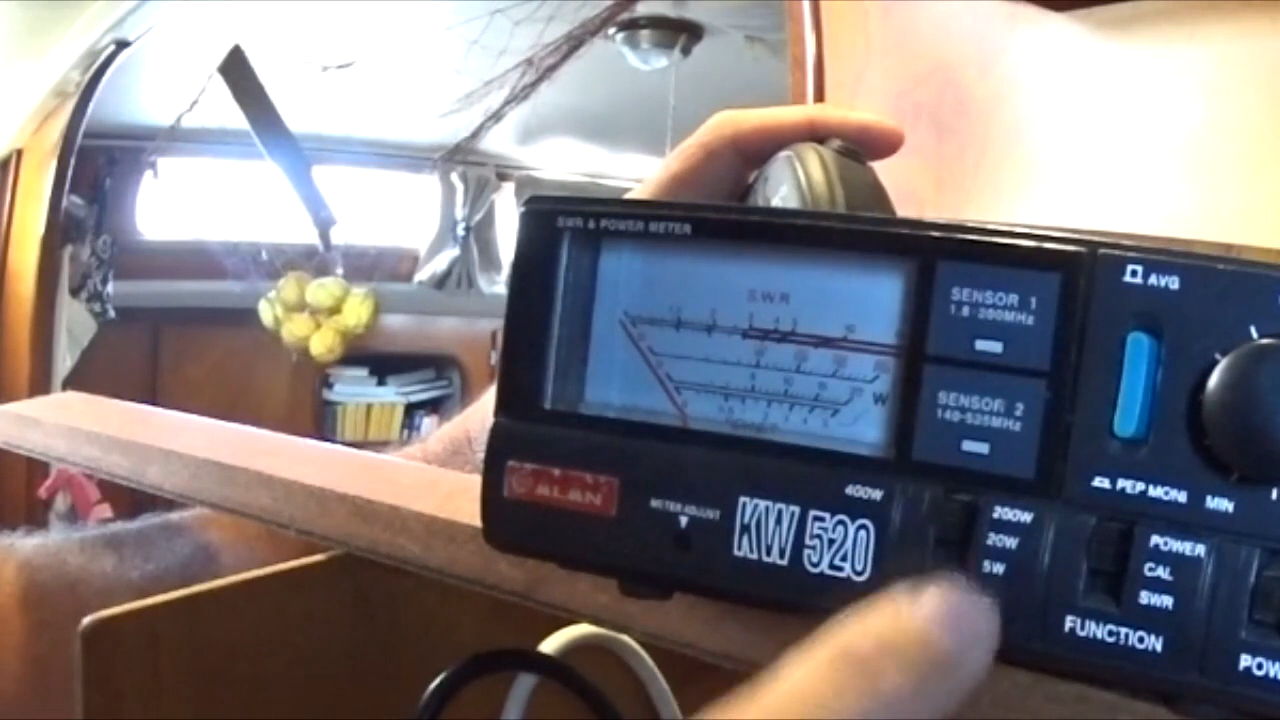 SWR & POWER METER
S.W.R
SENSOR 1
1.8-200MHz
SENSOR 2
140-525MHz
AVG
PEP MONI
MIN
ALAN
METER ADJUST
KW 520
400W
200W
20W
5W
POWER
CAL
SWR
FUNCTION